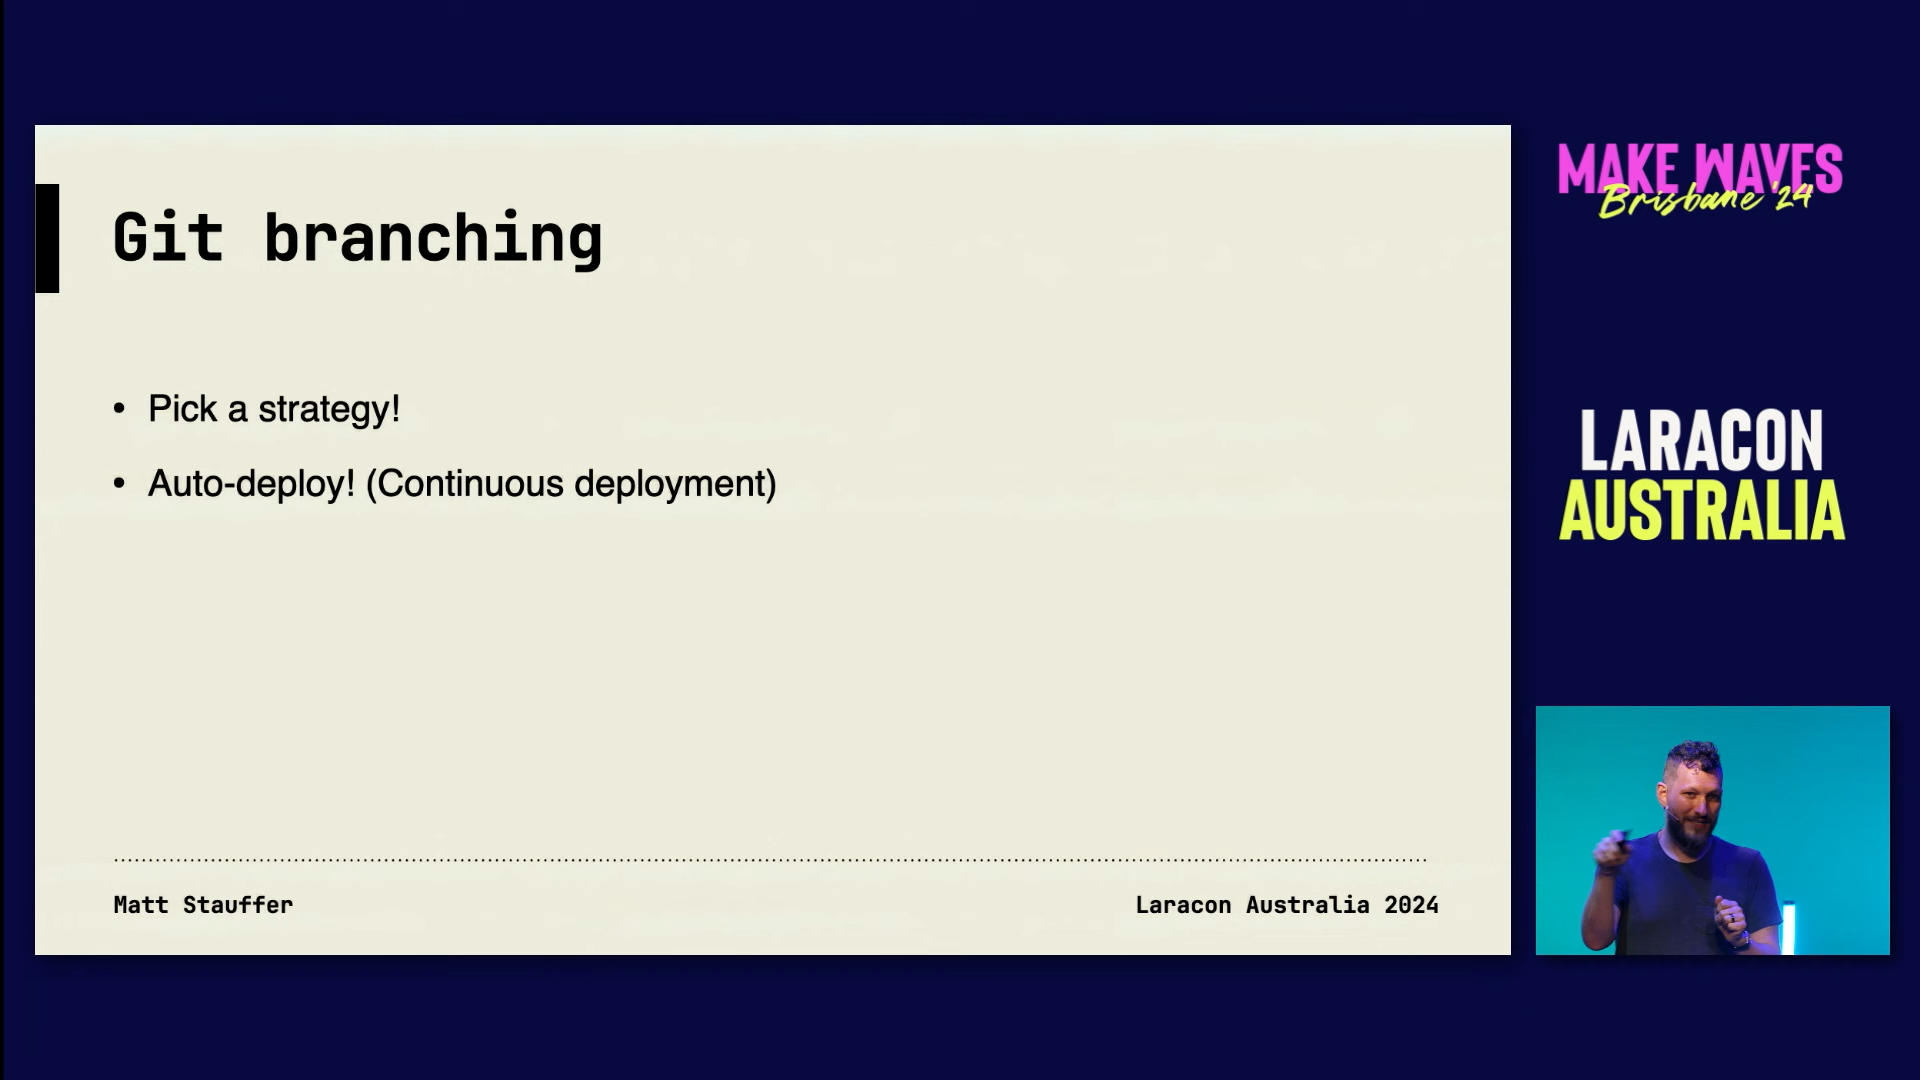 Git branching
• Pick a strategy!
• Auto-deploy! (Continuous deployment)
Matt Stauffer
Laracon Australia 2024
MAKE WAVES
Brisbane '24
LARACON
AUSTRALIA